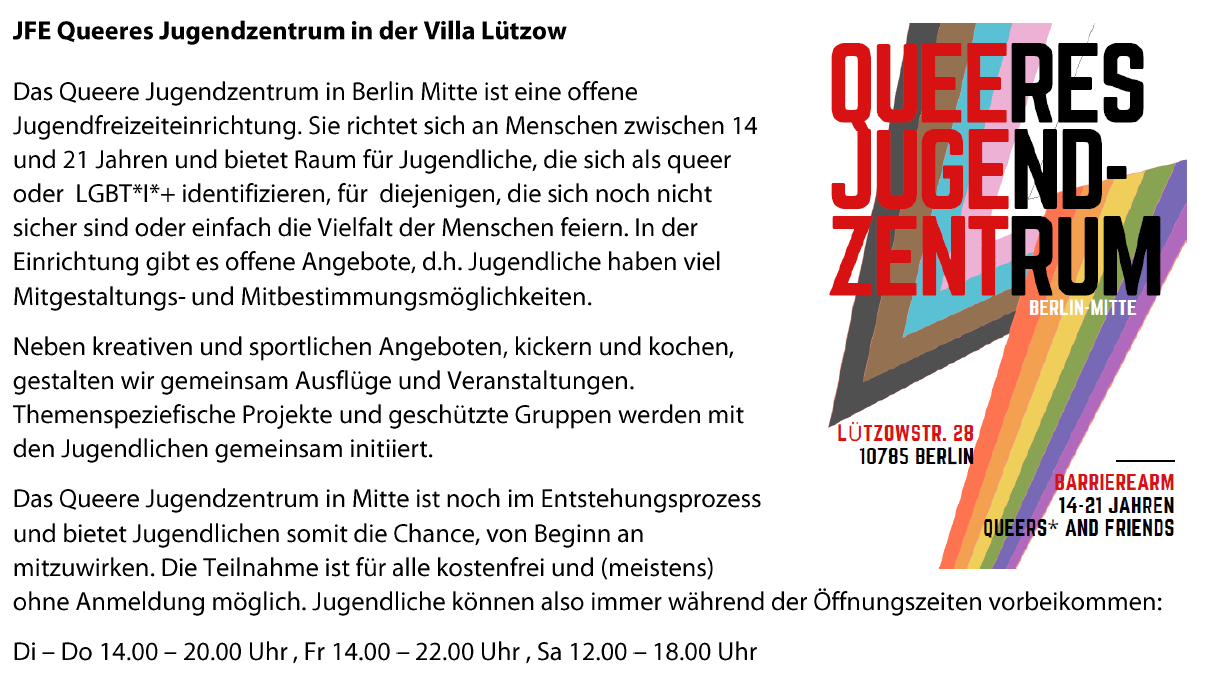 JFE Queeres Jugendzentrum in der Villa Lützow
Das Queere Jugendzentrum in Berlin Mitte ist eine offene
Jugendfreizeiteinrichtung. Sie richtet sich an Menschen zwischen 14
und 21 Jahren und bietet Raum für Jugendliche, die sich als queer
oder  LGBT*I*+ identifizieren, für  diejenigen, die sich noch nicht
sicher sind oder einfach die Vielfalt der Menschen feiern. In der
Einrichtung gibt es offene Angebote, d.h. Jugendliche haben viel
Mitgestaltungs- und Mitbestimmungsmöglichkeiten.
Neben kreativen und sportlichen Angeboten, kickern und kochen,
gestalten wir gemeinsam Ausflüge und Veranstaltungen.
Themenspeziefische Projekte und geschützte Gruppen werden mit
den Jugendlichen gemeinsam initiiert.
Das Queere Jugendzentrum in Mitte ist noch im Entstehungsprozess
und bietet Jugendlichen somit die Chance, von Beginn an
mitzuwirken. Die Teilnahme ist für alle kostenfrei und (meistens)
ohne Anmeldung möglich. Jugendliche können also immer während der Öffnungszeiten vorbeikommen:
Di – Do 14.00 – 20.00 Uhr , Fr 14.00 – 22.00 Uhr , Sa 12.00 – 18.00 Uhr
QUEERES
JUGEND-
ZENTRUM
BERLIN-MITTE
LÜTZOWSTR. 28
10785 BERLIN
BARRIEREARM
14-21 JAHREN
QUEERS* AND FRIENDS